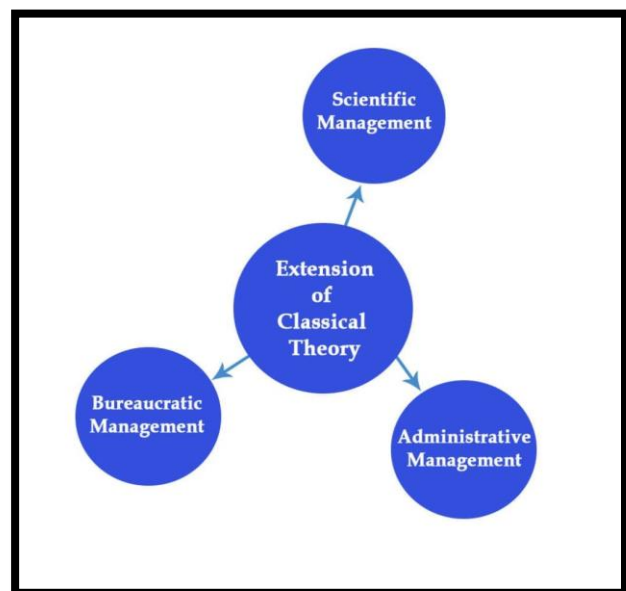 Scientific
Management
Extension
of
Classical
Theory
Bureaucratic
Management
Administrative
Management